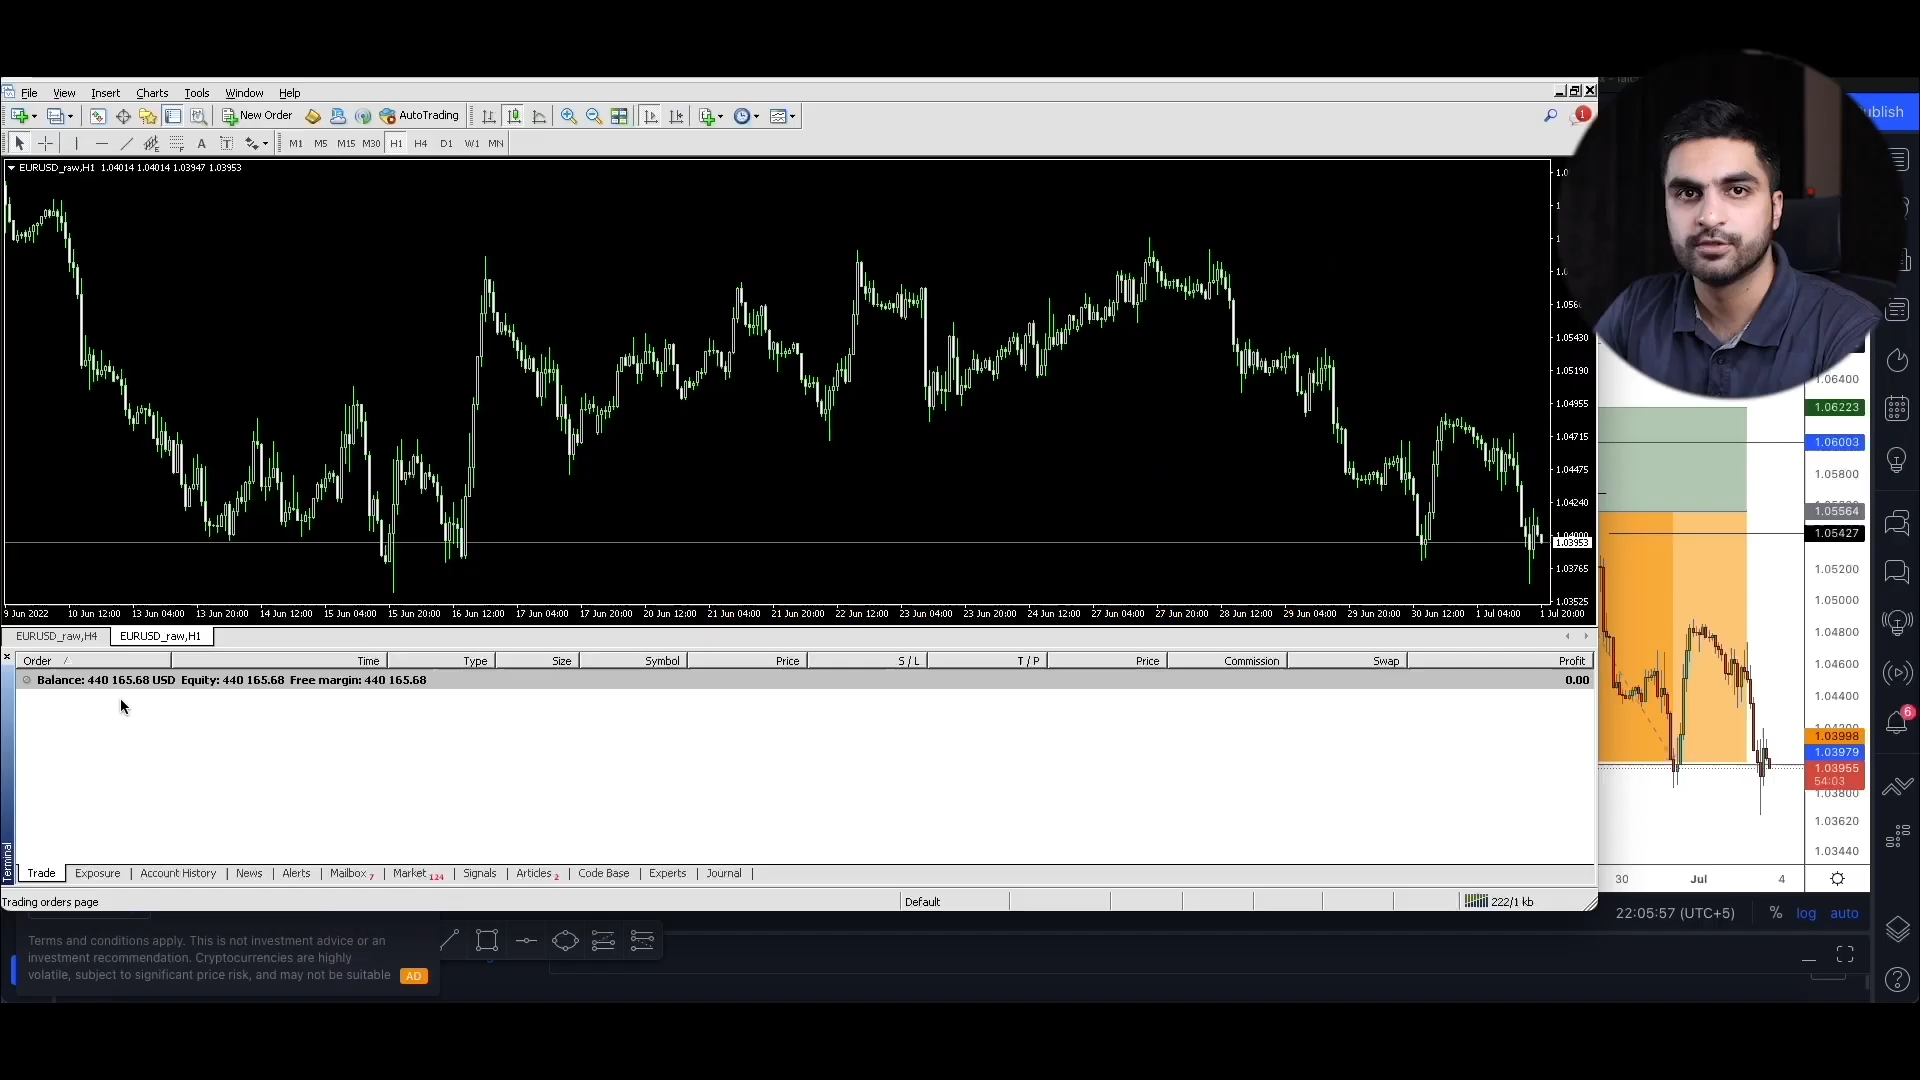 File View Insert Charts Tools Window Help
New Order AutoTrading 1
ublish
A T M1 M5 M15 M30 H1 H4 D1 W1 MN
EURUSD_raw,H1 1.04014 1.04014 1.03947 1.03953
1.05430
1.05190
1.04955
1.04715
1.04475
1.04240
1.03953
1.03765
1.03525
9 Jun 2022 10 Jun 12:00 13 Jun 04:00 13 Jun 20:00 14 Jun 12:00 15 Jun 04:00 15 Jun 20:00 16 Jun 12:00 17 Jun 04:00 17 Jun 20:00 20 Jun 12:00 21 Jun 04:00 21 Jun 20:00 22 Jun 12:00 23 Jun 04:00 23 Jun 20:00 24 Jun 12:00 27 Jun 04:00 27 Jun 20:00 28 Jun 12:00 29 Jun 04:00 29 Jun 20:00 30 Jun 12:00 1 Jul 04:00 1 Jul 20:00
EURUSD_raw,H4 EURUSD_raw,H1
Order / Time Type Size Symbol Price S / L T / P Price Commission Swap Profit
Balance: 440 165.68 USD Equity: 440 165.68 Free margin: 440 165.68 0.00
Terminal
Trade Exposure Account History News Alerts Mailbox 7 Market 124 Signals Articles 2 Code Base Experts Journal
Trading orders page Default 222/1 kb
1.06400
1.06223
1.06003
1.05800
1.05564
1.05427
1.05200
1.05000
1.04800
1.04600
1.04400
1.03998
1.03979
1.03955
54:03
1.03800
1.03620
1.03440
6
30 Jul 4
22:05:57 (UTC+5) % log auto
Terms and conditions apply. This is not investment advice or an
investment recommendation. Cryptocurrencies are highly
volatile, subject to significant price risk, and may not be suitable AD